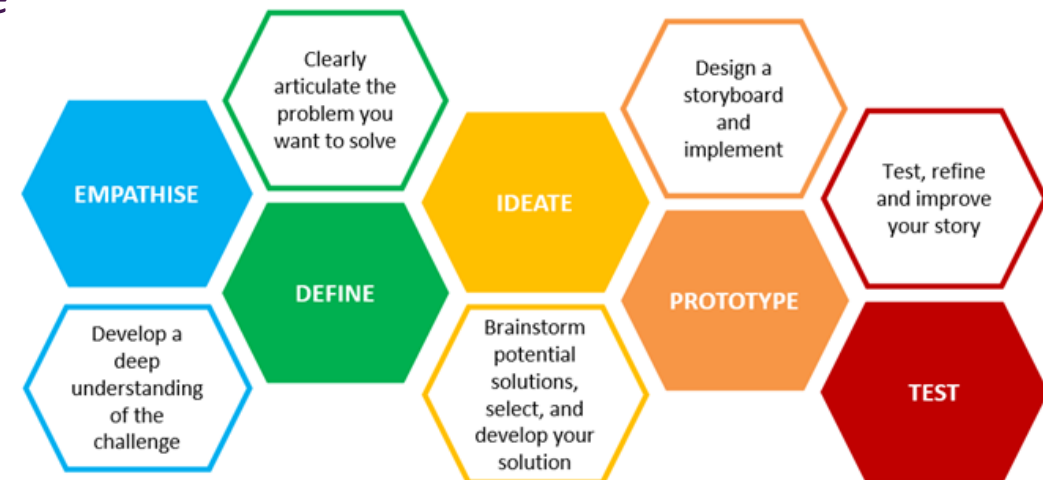 EMPATHISE
Develop a
deep
understanding
of the
challenge
Clearly
articulate the
problem you
want to solve
DEFINE
IDEATE
Brainstorm
potential
solutions,
select, and
develop your
solution
Design a
storyboard
and
implement
PROTOTYPE
Test, refine
and improve
your story
TEST